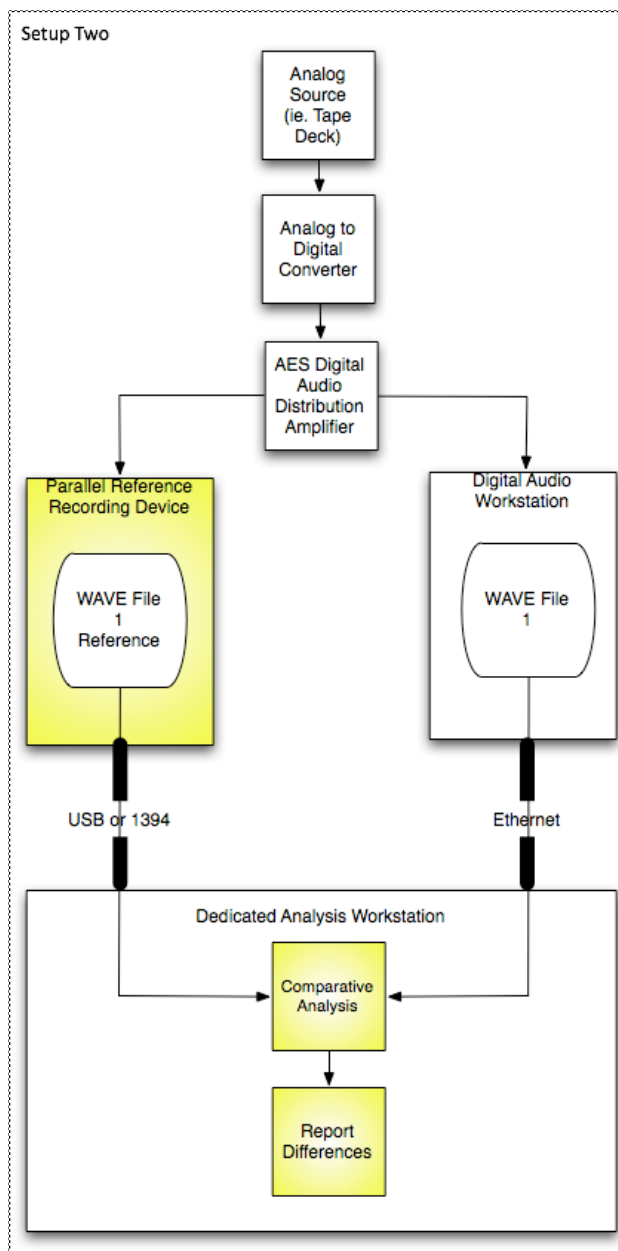 Setup Two
Analog
Source
(ie. Tape
Deck)
Analog to
Digital
Converter
AES Digital
Audio
Distribution
Amplifier
Parallel Reference
Recording Device
WAVE File
1
Reference
Digital Audio
Workstation
WAVE File
1
USB or 1394
Ethernet
Dedicated Analysis Workstation
Comparative
Analysis
Report
Differences